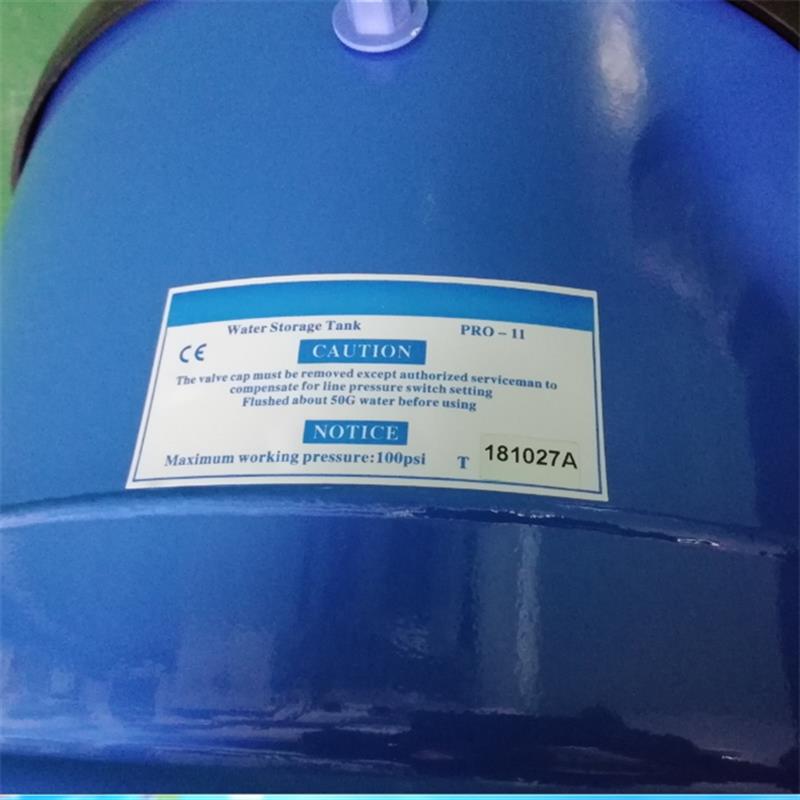 Water Storage Tank PRO - 11
CE
CAUTION
The valve cap must be removed except authorized serviceman to
compensate for line pressure switch setting
Flushed about 50G water before using
NOTICE
Maximum working pressure:100psi T 181027A